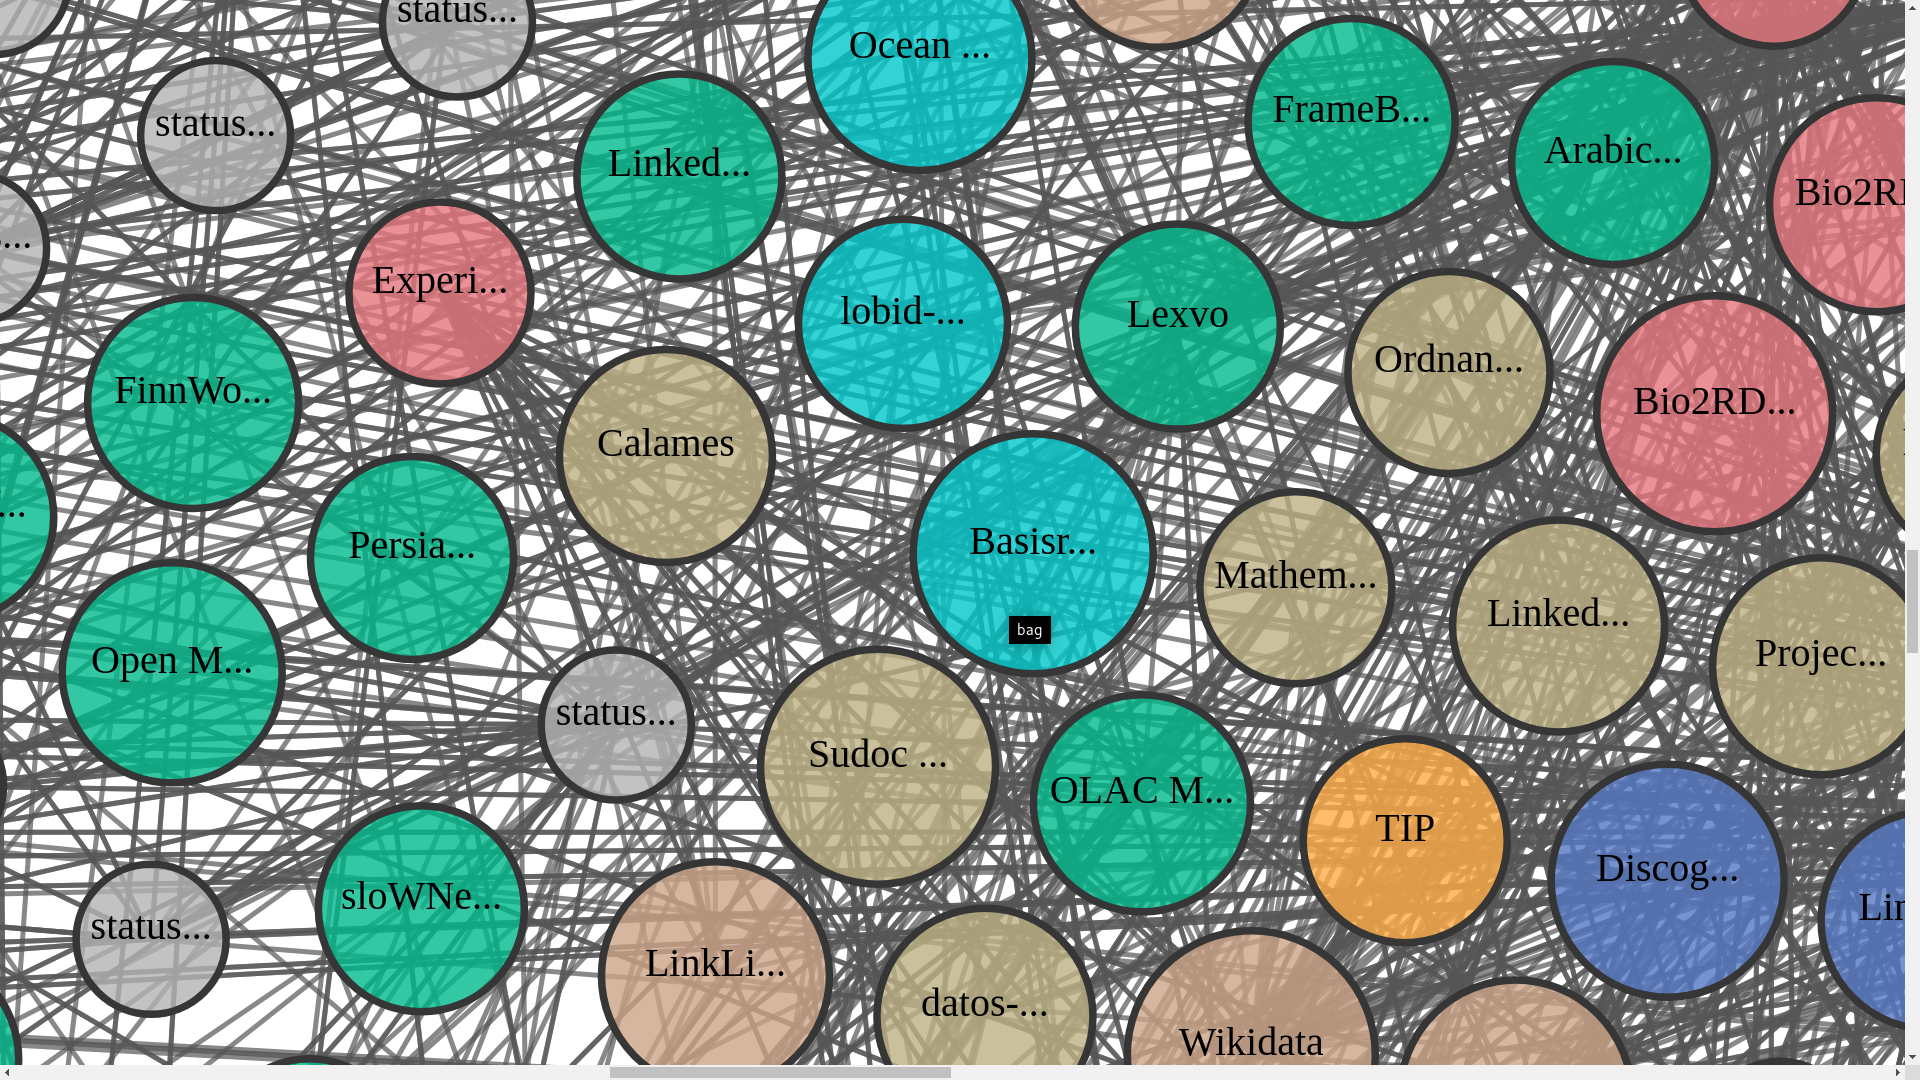 status...
Ocean ...
status...
FrameB...
Linked...
Arabic...
Bio2RD
...
Experi...
lobid-...
Lexvo
FinnWo...
Ordnan...
Bio2RD...
Calames
...
Persia...
Basisr...
Mathem...
Linked...
bag
Open M...
Projec...
status...
Sudoc ...
OLAC M...
TIP
Discog...
sloWNe...
Lin
status...
LinkLi...
datos-...
Wikidata